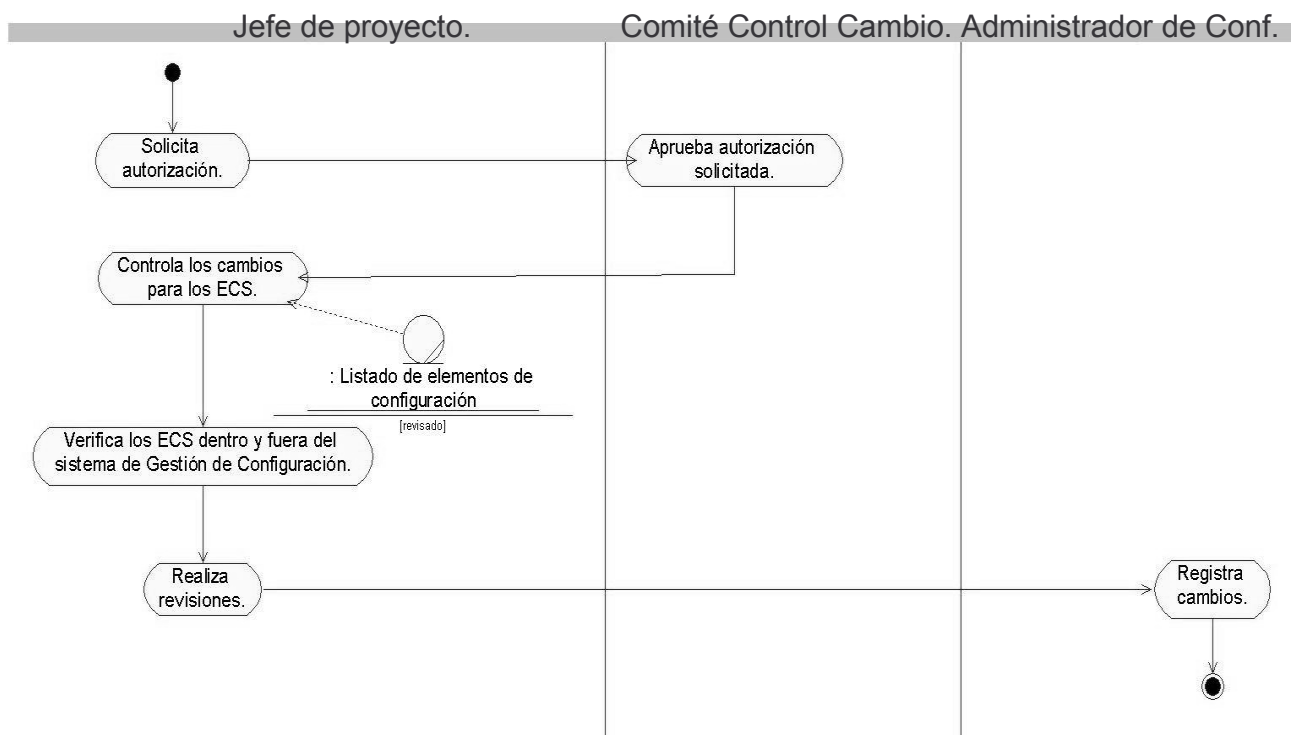 Jefe de proyecto.
Comité Control Cambio.
Administrador de Conf.
Solicita
autorización.
Aprueba autorización
solicitada.
Controla los cambios
para los ECS.
: Listado de elementos de
configuración
[revisado]
Verifica los ECS dentro y fuera del
sistema de Gestión de Configuración.
Realiza
revisiones.
Registra
cambios.